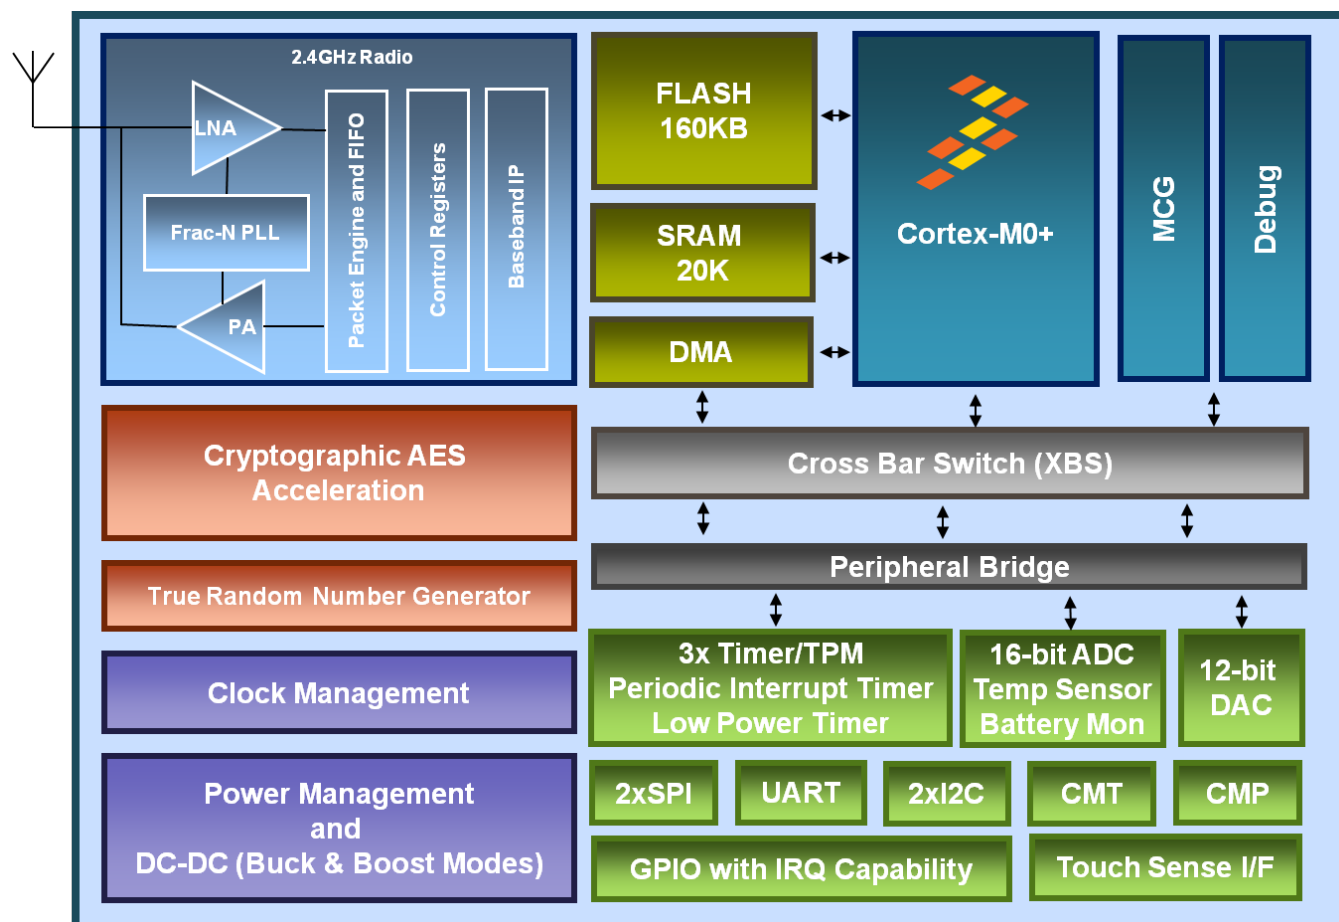 2.4GHz Radio
LNA
Frac-N PLL
PA
Packet Engine and FIFO
Control Registers
Baseband IP
FLASH
160KB
SRAM
20K
DMA
Cortex-M0+
MCG
Debug
Cryptographic AES
Acceleration
True Random Number Generator
Clock Management
Power Management
and
DC-DC (Buck & Boost Modes)
Cross Bar Switch (XBS)
Peripheral Bridge
3x Timer/TPM
Periodic Interrupt Timer
Low Power Timer
16-bit ADC
Temp Sensor
Battery Mon
12-bit
DAC
2xSPI
UART
2xI2C
CMT
CMP
GPIO with IRQ Capability
Touch Sense I/F